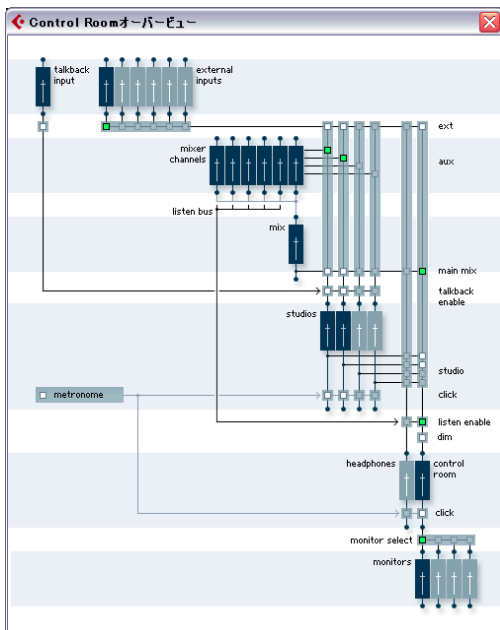 Control Roomオーバービュー
talkback
input
external
inputs
ext
mixer
channels
aux
listen bus
mix
main mix
talkback
enable
studios
studio
metronome
click
listen enable
dim
headphones
control
room
click
monitor select
monitors